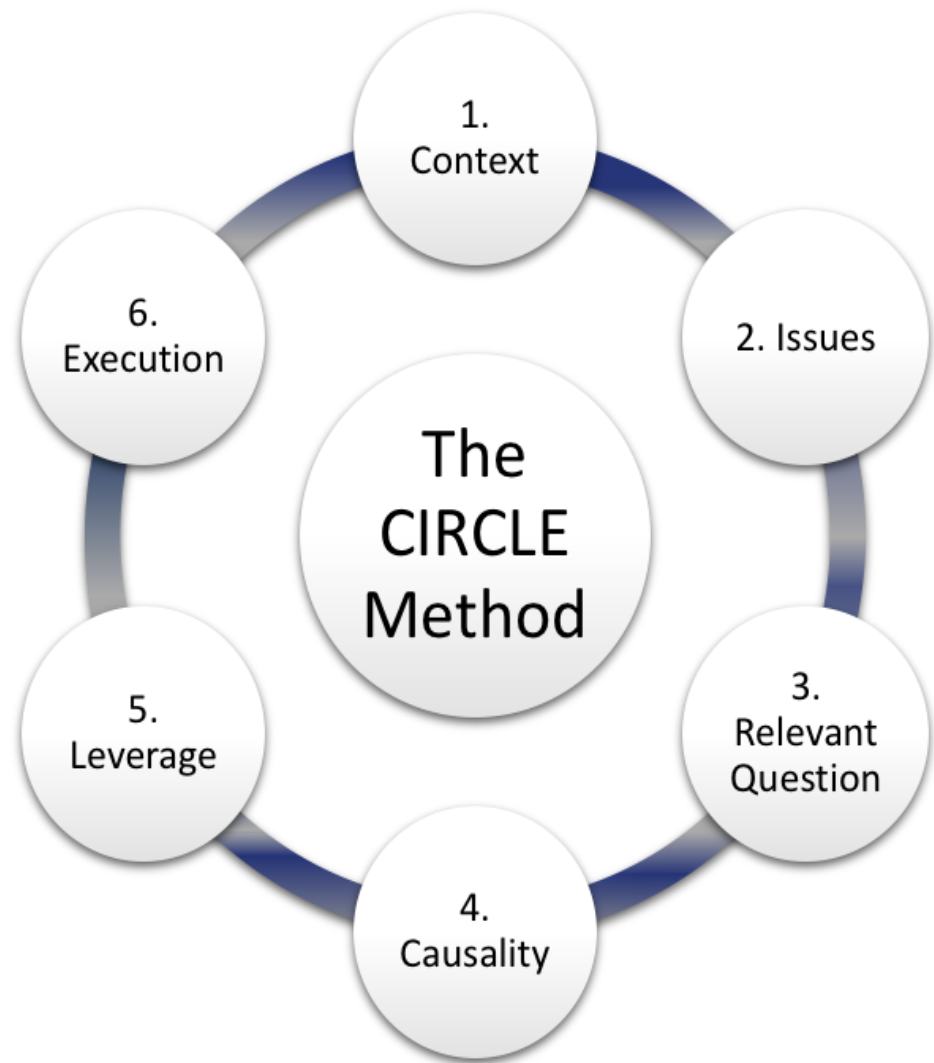 1.
Context
2. Issues
3.
Relevant
Question
4.
Causality
5.
Leverage
6.
Execution
The
CIRCLE
Method